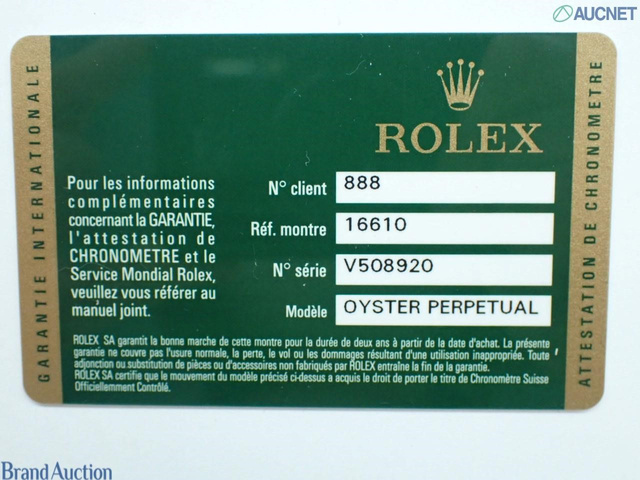 AUCNET
GARANTIE INTERNATIONALE
ROLEX
Pour les informations
complémentaires
concernant la GARANTIE,
l'attestation de
CHRONOMETRE et le
Service Mondial Rolex,
veuillez vous référer au
manuel joint.
N° client 888
Réf. montre 16610
N° série V508920
Modèle OYSTER PERPETUAL
ROLEX SA garantit la bonne marche de cette montre pour la durée de deux ans à partir de la date d'achat. La présente
garantie ne couvre pas l'usure normale, la perte, le vol ou les dommages résultant d'une utilisation inappropriée. Toute
adjonction ou substitution de pièces ou d'accessoires non fabriqués par ROLEX entraîne la fin de la garantie.
ROLEX SA certifie que le mouvement du modèle précisé ci-dessus a acquis le droit de porter le titre de Chronomètre Suisse
Officiellement Contrôlé.
ATTESTATION DE CHRONOMETRE
Brand Auction